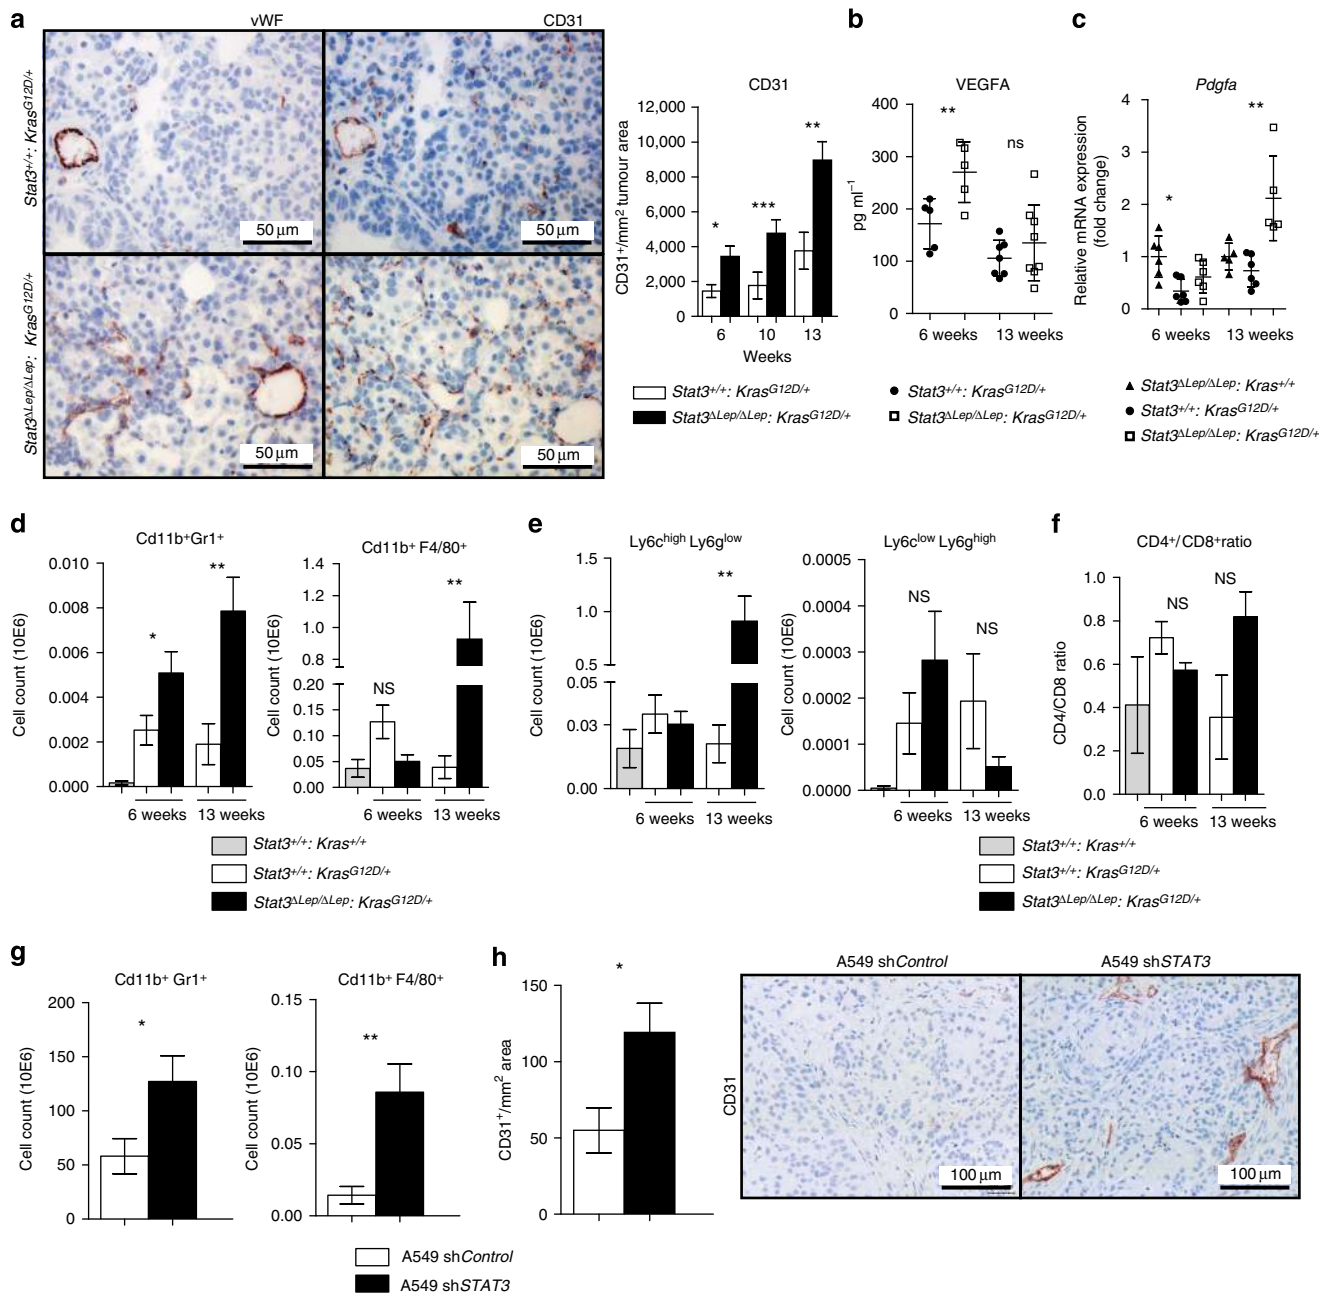 a
vWF
CD31
Stat3+/+: KrasG12D/+
Stat3ΔLep/ΔLep: KrasG12D/+
50 μm
50 μm
50 μm
50 μm
CD31
CD31+/mm2 tumour area
12,000
10,000
8,000
6,000
4,000
2,000
0
*
***
**
6
10
13
Weeks
Stat3+/+: KrasG12D/+
Stat3ΔLep/ΔLep: KrasG12D/+
b
VEGFA
pg ml−1
400
300
200
100
0
**
ns
6 weeks
13 weeks
Stat3+/+: KrasG12D/+
Stat3ΔLep/ΔLep: KrasG12D/+
c
Pdgfa
Relative mRNA expression
(fold change)
4
3
2
1
0
*
**
6 weeks
13 weeks
Stat3ΔLep/ΔLep: Kras+/+
Stat3+/+: KrasG12D/+
Stat3ΔLep/ΔLep: KrasG12D/+
d
Cd11b+Gr1+
Cell count (10E6)
0.010
0.008
0.006
0.004
0.002
0.000
*
**
6 weeks
13 weeks
Cd11b+ F4/80+
Cell count (10E6)
1.4
1.2
1.0
0.8
0.20
0.15
0.10
0.05
0.00
NS
**
6 weeks
13 weeks
Stat3+/+: Kras+/+
Stat3+/+: KrasG12D/+
Stat3ΔLep/ΔLep: KrasG12D/+
e
Ly6chigh Ly6glow
Cell count (10E6)
1.5
1.0
0.5
0.05
0.03
0.00
**
6 weeks
13 weeks
Ly6clow Ly6ghigh
Cell count (10E6)
0.0005
0.0004
0.0003
0.0002
0.0001
0.0000
NS
NS
6 weeks
13 weeks
f
CD4+/CD8+ratio
CD4/CD8 ratio
1.0
0.8
0.6
0.4
0.2
0.0
NS
NS
6 weeks
13 weeks
Stat3+/+: Kras+/+
Stat3+/+: KrasG12D/+
Stat3ΔLep/ΔLep: KrasG12D/+
g
Cd11b+ Gr1+
Cell count (10E6)
200
150
100
50
0
*
Cd11b+ F4/80+
Cell count (10E6)
0.15
0.10
0.05
0.00
**
A549 shControl
A549 shSTAT3
h
CD31+/mm2 area
150
100
50
0
*
A549 shControl
A549 shSTAT3
CD31
100 μm
100 μm